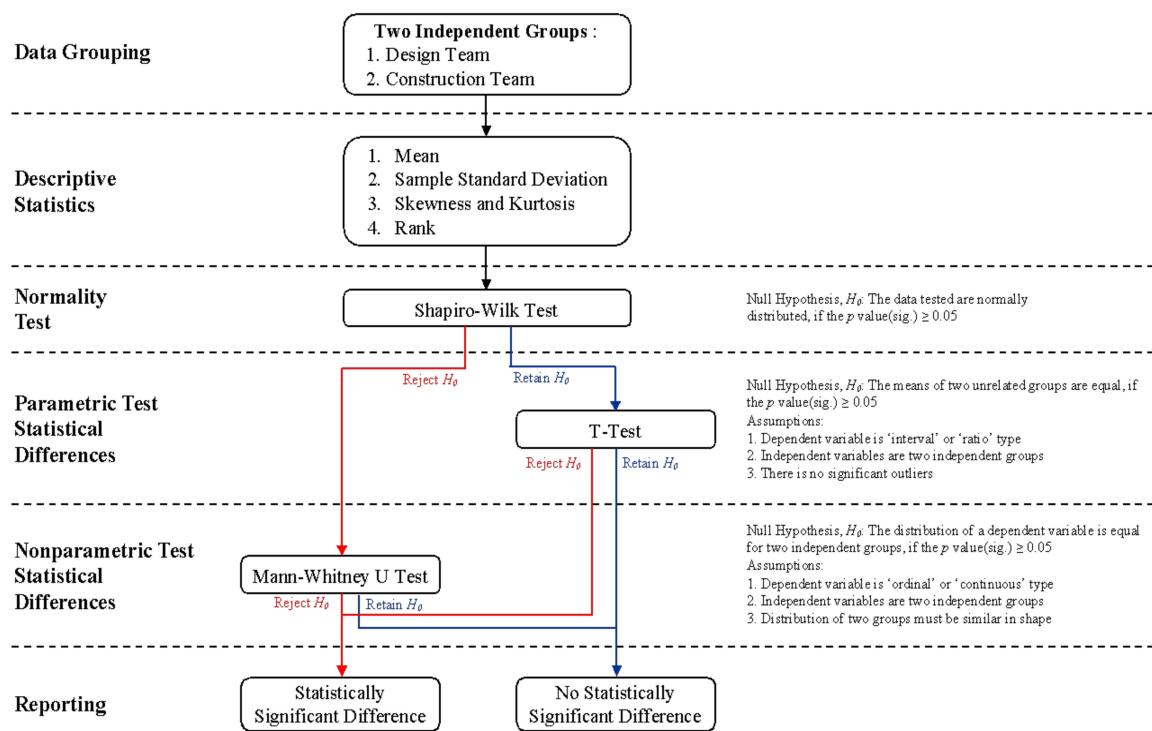 Data Grouping
Two Independent Groups :
1. Design Team
2. Construction Team
Descriptive
Statistics
1. Mean
2. Sample Standard Deviation
3. Skewness and Kurtosis
4. Rank
Normality
Test
Shapiro-Wilk Test
Null Hypothesis, H₀: The data tested are normally
distributed, if the p value(sig.) ≥ 0.05
Reject H₀
Retain H₀
Parametric Test
Statistical
Differences
T-Test
Reject H₀
Retain H₀
Null Hypothesis, H₀: The means of two unrelated groups are equal, if
the p value(sig.) ≥ 0.05
Assumptions:
1. Dependent variable is ‘interval’ or ‘ratio’ type
2. Independent variables are two independent groups
3. There is no significant outliers
Nonparametric Test
Statistical
Differences
Mann-Whitney U Test
Reject H₀
Retain H₀
Null Hypothesis, H₀: The distribution of a dependent variable is equal
for two independent groups, if the p value(sig.) ≥ 0.05
Assumptions:
1. Dependent variable is ‘ordinal’ or ‘continuous’ type
2. Independent variables are two independent groups
3. Distribution of two groups must be similar in shape
Reporting
Statistically
Significant Difference
No Statistically
Significant Difference